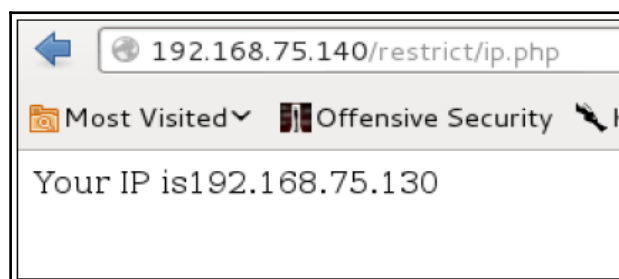 192.168.75.140/restrict/ip.php
Most Visited Offensive Security
Your IP is192.168.75.130